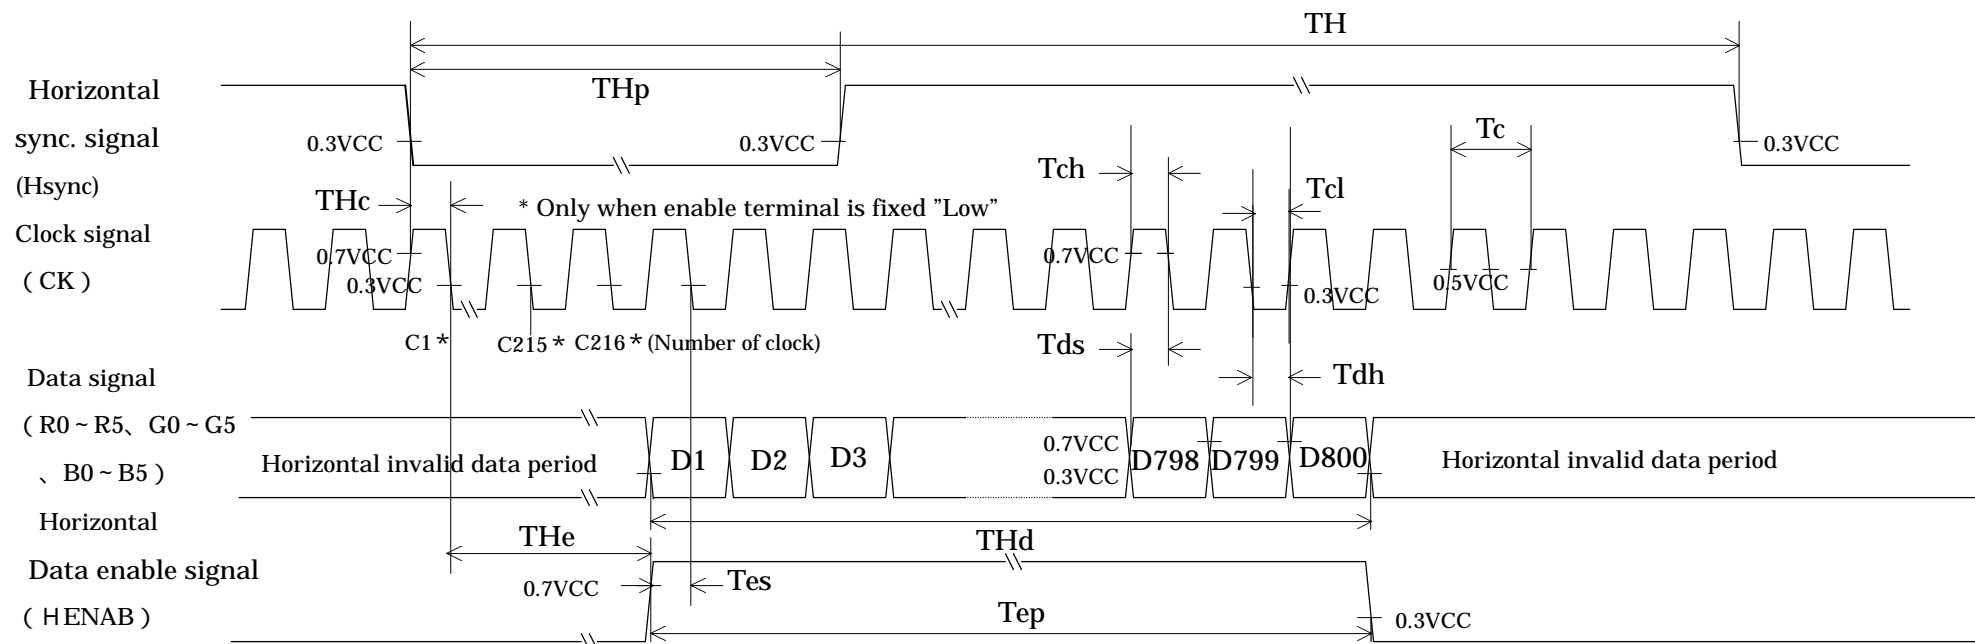 TH
THp
Horizontal
sync. signal
(Hsync)
0.3VCC
0.3VCC
0.3VCC
Tc
Tch
Tcl
THc
* Only when enable terminal is fixed ”Low”
Clock signal
( CK )
0.7VCC
0.3VCC
0.7VCC
0.3VCC
0.5VCC
C1* C215* C216* (Number of clock)
Tds
Tdh
Data signal
( R0~R5、G0~G5
、B0~B5 )
Horizontal invalid data period
D1 D2 D3
0.7VCC
0.3VCC
D798 D799 D800
Horizontal invalid data period
Horizontal
Data enable signal
( HENAB )
THe
THd
0.7VCC
Tes
Tep
0.3VCC